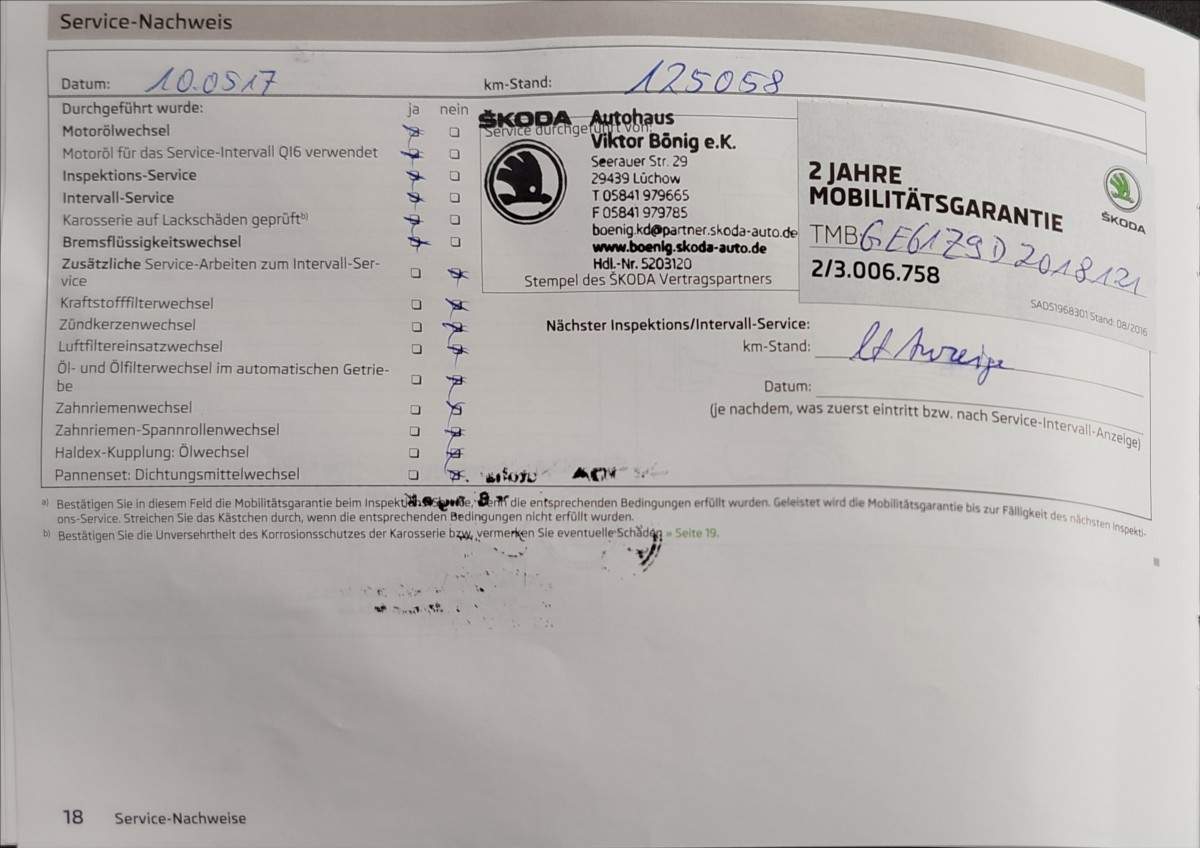 Service-Nachweis
Datum: 10.0517
km-Stand: 125058
Durchgeführt wurde: ja nein
Motorölwechsel
Motoröl für das Service-Intervall QI6 verwendet
Inspektions-Service
Intervall-Service
Karosserie auf Lackschäden geprüft b)
Bremsflüssigkeitswechsel
Zusätzliche Service-Arbeiten zum Intervall-Ser-
vice
Kraftstofffilterwechsel
Zündkerzenwechsel
Luftfiltereinsatzwechsel
Öl- und Ölfilterwechsel im automatischen Getrie-
be
Zahnriemenwechsel
Zahnriemen-Spannrollenwechsel
Haldex-Kupplung: Ölwechsel
Pannenset: Dichtungsmittelwechsel
Service durchgeführt von:
ŠKODA Autohaus
Viktor Bönig e.K.
Seerauer Str. 29
29439 Lüchow
T 05841 979665
F 05841 979785
boenig.kd@partner.skoda-auto.de
www.boenig.skoda-auto.de
Hdl.-Nr. 5203120
Stempel des ŠKODA Vertragspartners
2 JAHRE
MOBILITÄTSGARANTIE
ŠKODA
TMBGE61Z9D2018121
2/3.006.758
SAD51968301 Stand: 08/2016
Nächster Inspektions/Intervall-Service:
km-Stand: lt Anzeige
Datum:
(je nachdem, was zuerst eintritt bzw. nach Service-Intervall-Anzeige)
a) Bestätigen Sie in diesem Feld die Mobilitätsgarantie beim die entsprechenden Bedingungen erfüllt wurden. Geleistet wird die Mobilitätsgarantie bis zur Fälligkeit des nächsten Inspekti-
ons-Service. Streichen Sie das Kästchen durch, wenn die entsprechenden Bedingungen nicht erfüllt wurden.
b) Bestätigen Sie die Unversehrtheit des Korrosionsschutzes der Karosserie bzw. vermerken Sie eventuelle Schäden » Seite 19.
18 Service-Nachweise